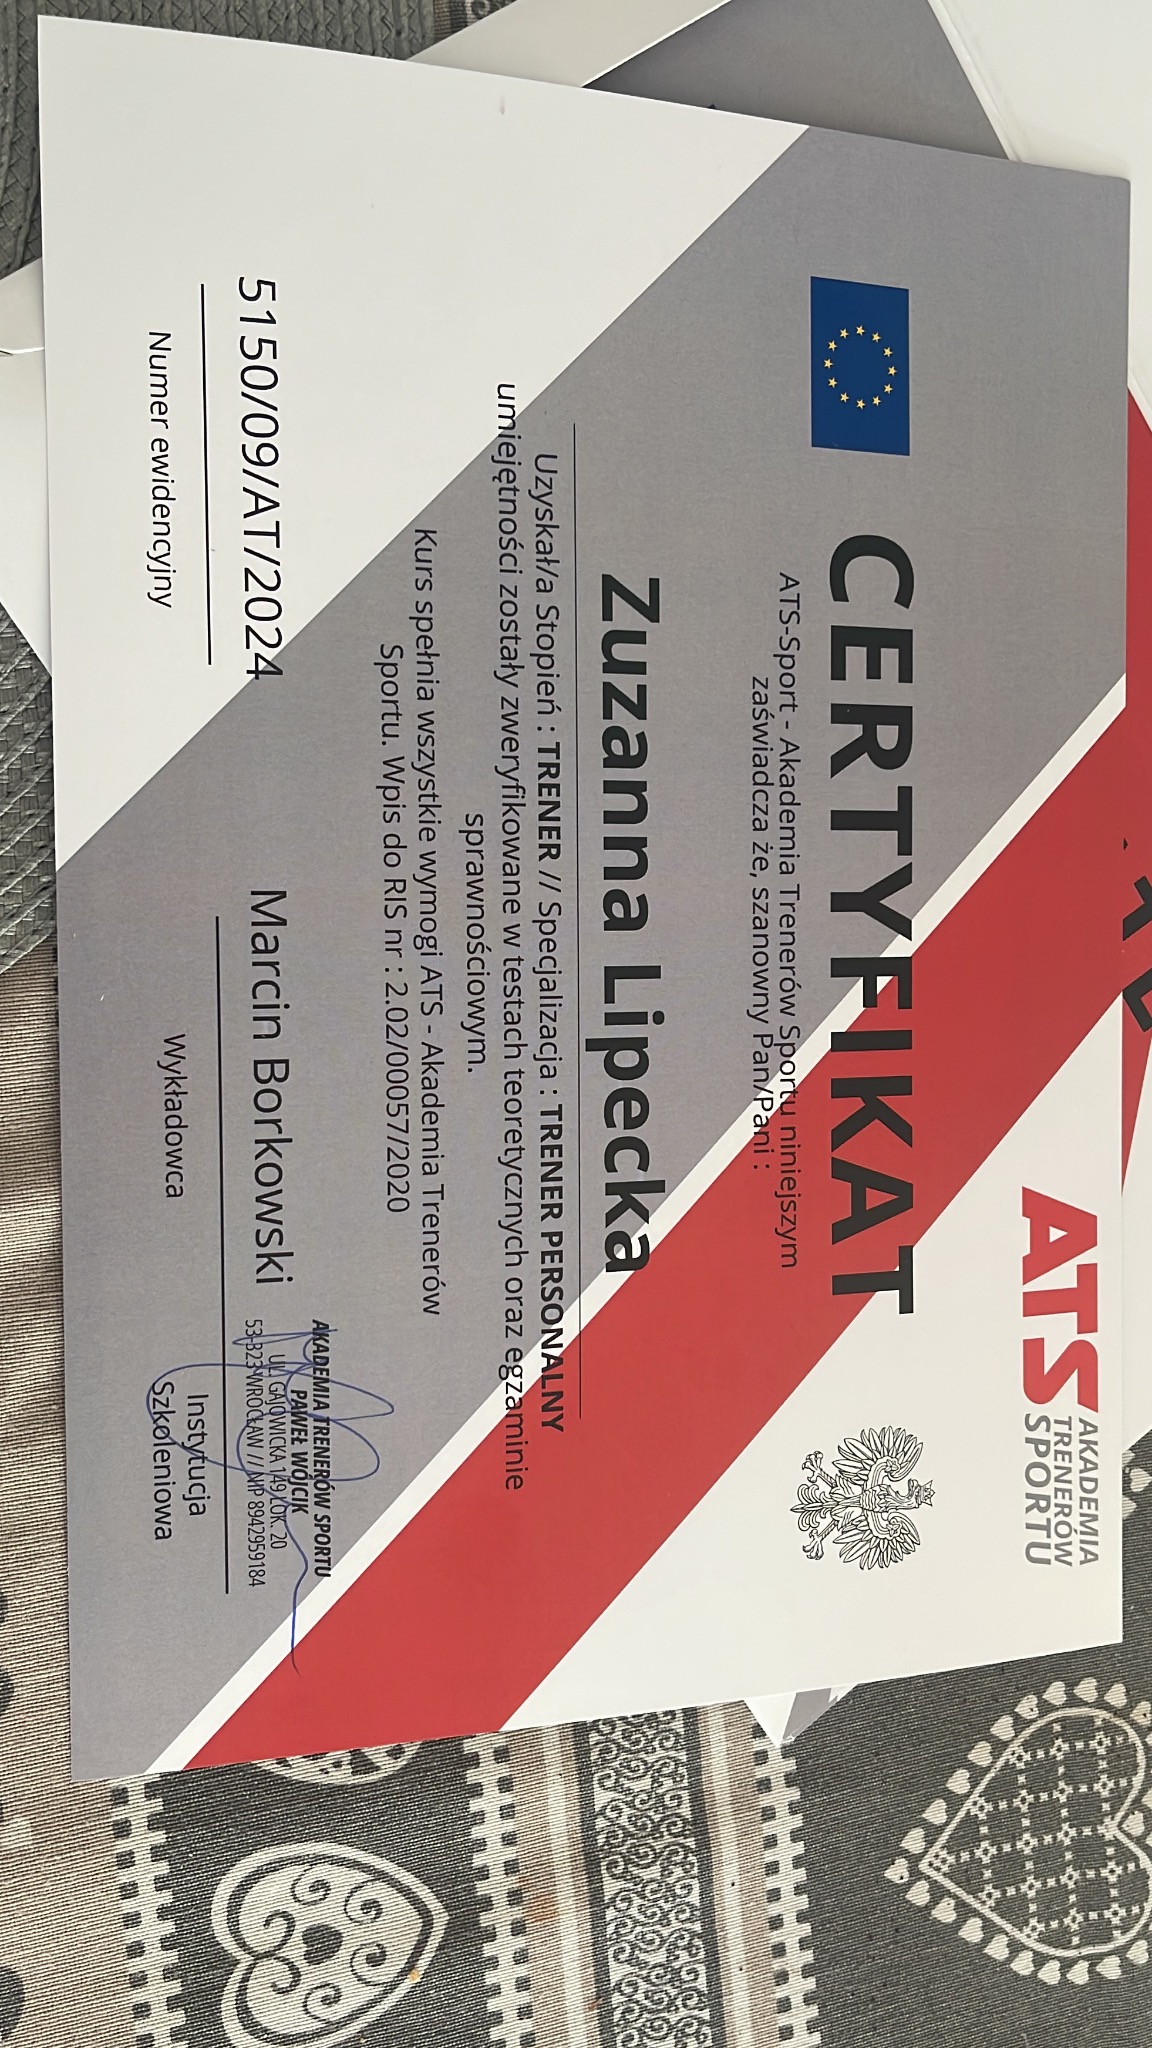 ATS AKADEMIA
TRENERÓW
SPORTU
CERTYFIKAT
ATS-Sport - Akademia Trenerów Sportu niniejszym
zaświadcza że, szanowny Pan/Pani :
Zuzanna Lipecka
Uzyskał/a Stopień : TRENER // Specjalizacja : TRENER PERSONALNY
umiejętności zostały zweryfikowane w testach teoretycznych oraz egzaminie
sprawnościowym.
Kurs spełnia wszystkie wymogi ATS - Akademia Trenerów
Sportu. Wpis do RIS nr : 2.02/00057/2020
5150/09/AT/2024
Numer ewidencyjny
Marcin Borkowski
Wykładowca
AKADEMIA TRENERÓW SPORTU
PAWEŁ WÓJCIK
UL. GAJOWICKA 149 LOK. 20
53-323 WROCŁAW // NIP 8942959184
Instytucja
Szkoleniowa